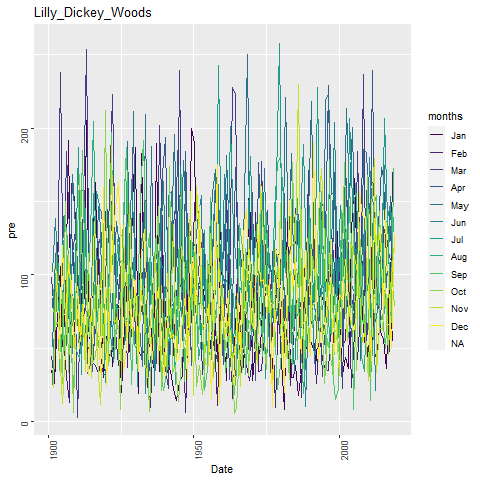 Lilly_Dickey_Woods
pre
200
100
0
1900
1950
2000
Date
months
Jan
Feb
Mar
Apr
May
Jun
Jul
Aug
Sep
Oct
Nov
Dec
NA